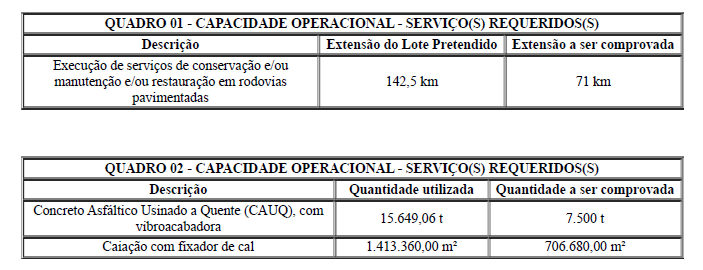 QUADRO 01 - CAPACIDADE OPERACIONAL - SERVIÇO(S) REQUERIDOS(S)
Descrição Extensão do Lote Pretendido Extensão a ser comprovada
Execução de serviços de conservação e/ou
manutenção e/ou restauração em rodovias
pavimentadas
142,5 km 71 km
QUADRO 02 - CAPACIDADE OPERACIONAL - SERVIÇO(S) REQUERIDOS(S)
Descrição Quantidade utilizada Quantidade a ser comprovada
Concreto Asfáltico Usinado a Quente (CAUQ), com
vibroacabadora
15.649,06 t 7.500 t
Caiação com fixador de cal 1.413.360,00 m² 706.680,00 m²